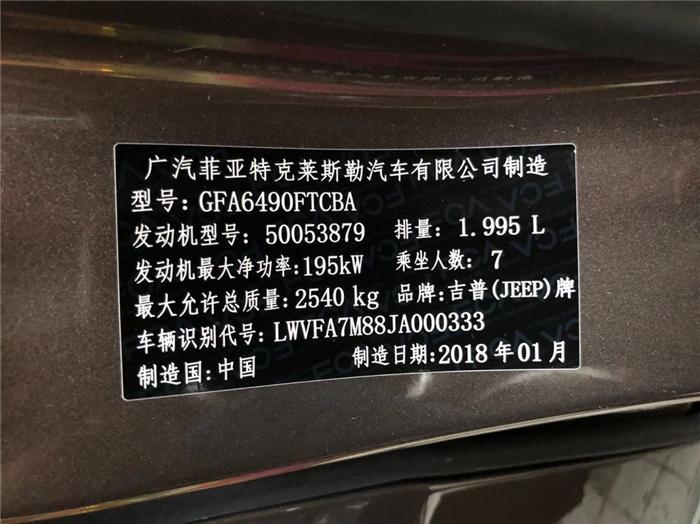 广汽菲亚特克莱斯勒汽车有限公司制造
型号: GFA6490FTCBA
发动机型号: 50053879 排量: 1.995 L
发动机最大净功率:195kW 乘坐人数: 7
最大允许总质量: 2540 kg 品牌:吉普(JEEP)牌
车辆识别代号: LWVFA7M88JA000333
制造国:中国 制造日期:2018年01月